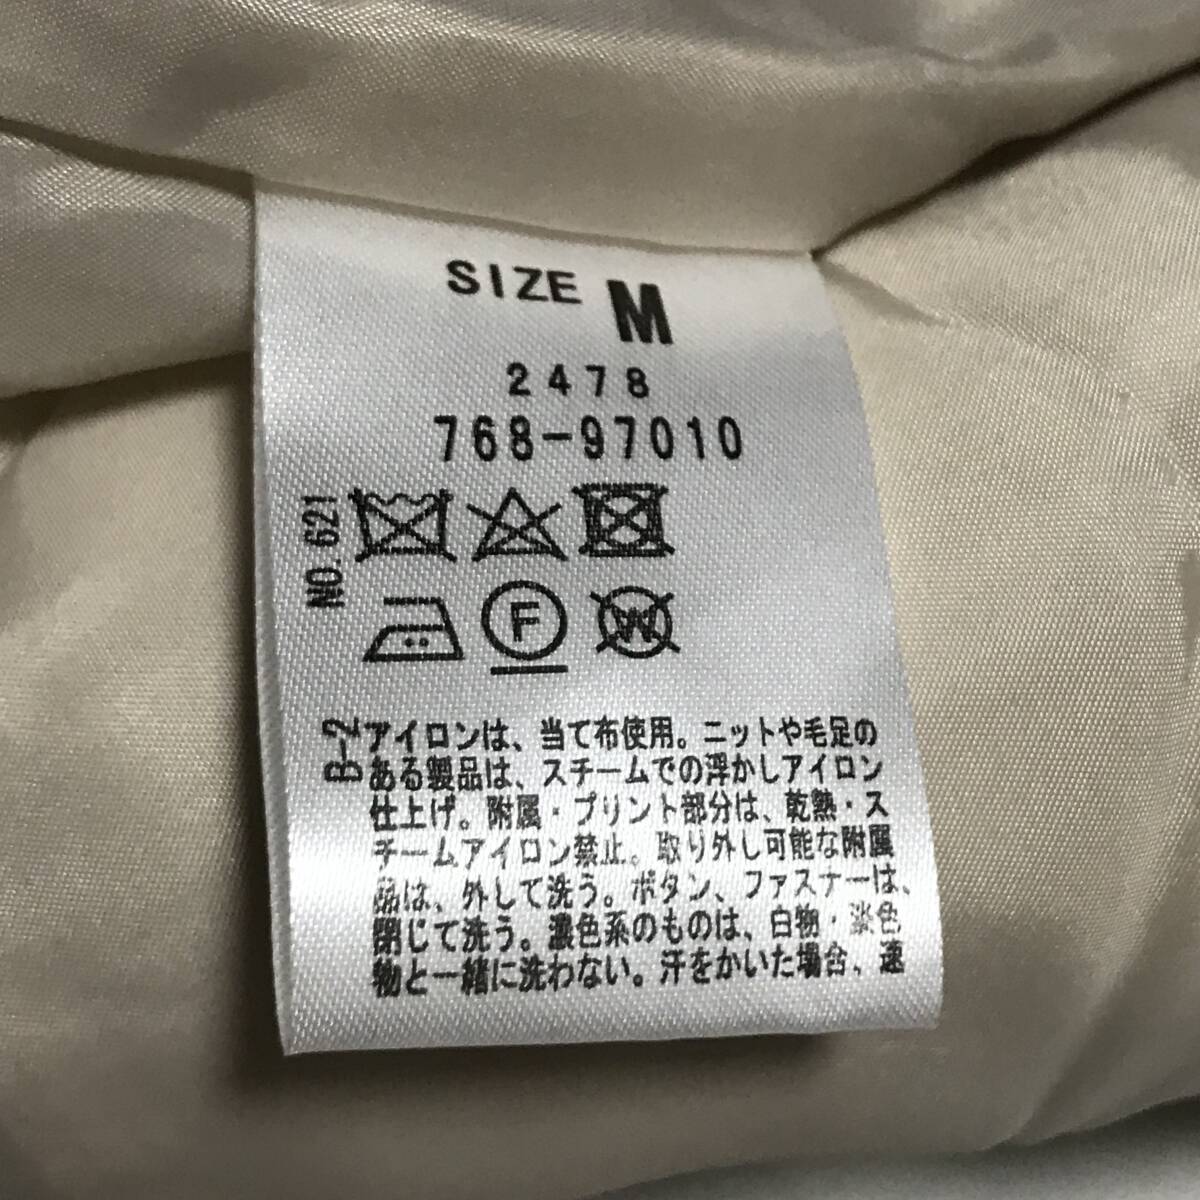 SIZE M
2478
768-97010
NO.621
F
W
B-2
アイロンは、当て布使用。ニットや毛足の
ある製品は、スチームでの浮かしアイロン
仕上げ。附属・プリント部分は、乾熱・ス
チームアイロン禁止。取り外し可能な附属
品は、外して洗う。ボタン、ファスナーは、
閉じて洗う。濃色系のものは、白物・淡色
物と一緒に洗わない。汗をかいた場合、速